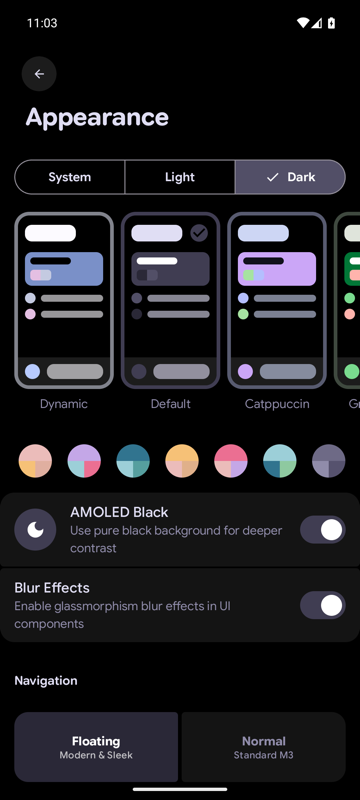 11:03
Appearance
System
Light
Dark
Dynamic
Default
Catppuccin
AMOLED Black
Use pure black background for deeper
contrast
Blur Effects
Enable glassmorphism blur effects in UI
components
Navigation
Floating
Modern & Sleek
Normal
Standard M3